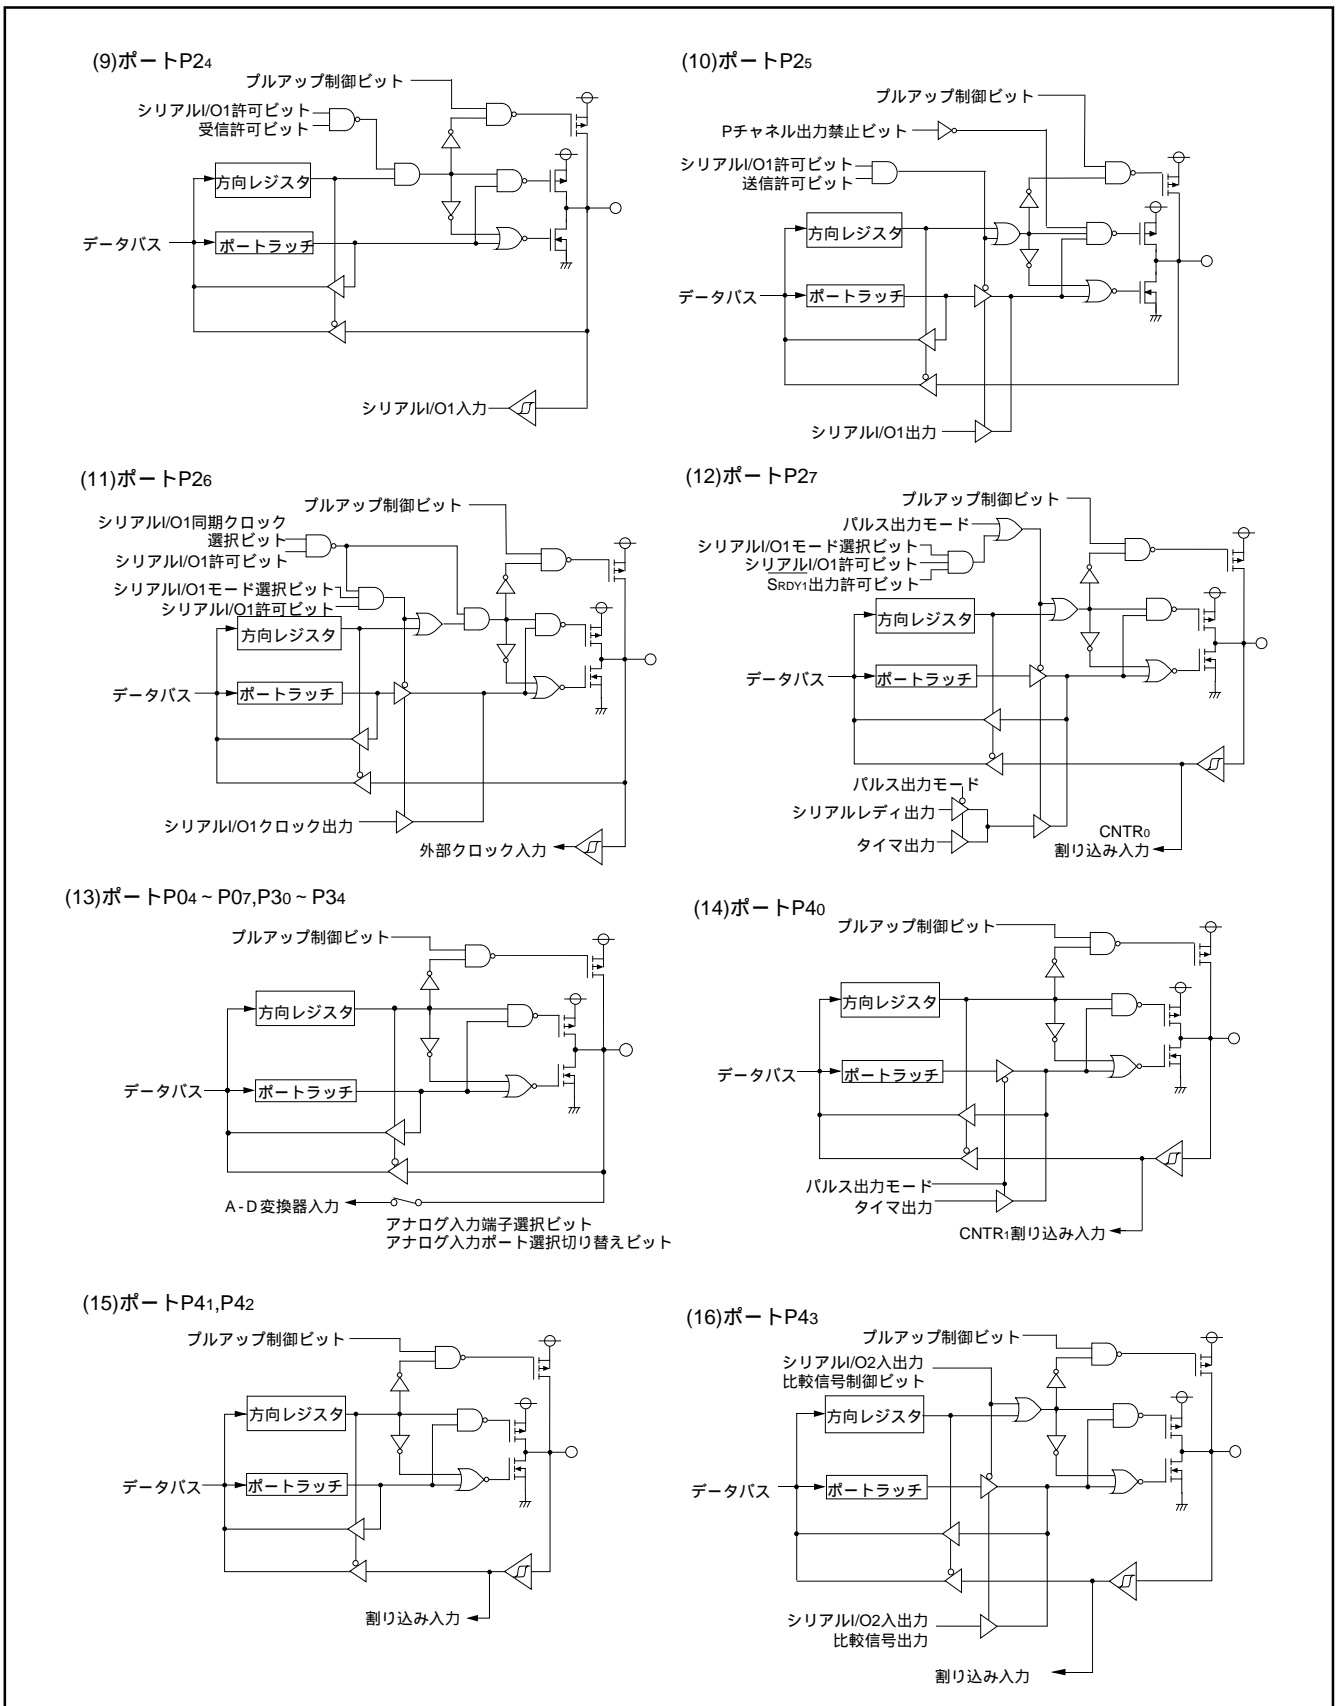 (9)ポートP24
プルアップ制御ビット
シリアルI/O1許可ビット
受信許可ビット
方向レジスタ
データバス
ポートラッチ
シリアルI/O1入力
(10)ポートP25
プルアップ制御ビット
Pチャネル出力禁止ビット
シリアルI/O1許可ビット
送信許可ビット
方向レジスタ
データバス
ポートラッチ
シリアルI/O1出力
(11)ポートP26
プルアップ制御ビット
シリアルI/O1同期クロック
選択ビット
シリアルI/O1許可ビット
シリアルI/O1モード選択ビット
シリアルI/O1許可ビット
方向レジスタ
データバス
ポートラッチ
シリアルI/O1クロック出力
外部クロック入力
(12)ポートP27
プルアップ制御ビット
パルス出力モード
シリアルI/O1モード選択ビット
シリアルI/O1許可ビット
SRDY1出力許可ビット
方向レジスタ
データバス
ポートラッチ
パルス出力モード
シリアルレディ出力
タイマ出力
CNTR0
割り込み入力
(13)ポートP04～P07,P30～P34
プルアップ制御ビット
方向レジスタ
データバス
ポートラッチ
A-D変換器入力
アナログ入力端子選択ビット
アナログ入力ポート選択切り替えビット
(14)ポートP40
プルアップ制御ビット
方向レジスタ
データバス
ポートラッチ
パルス出力モード
タイマ出力
CNTR1割り込み入力
(15)ポートP41,P42
プルアップ制御ビット
方向レジスタ
データバス
ポートラッチ
割り込み入力
(16)ポートP43
プルアップ制御ビット
シリアルI/O2入出力
比較信号制御ビット
方向レジスタ
データバス
ポートラッチ
シリアルI/O2入出力
比較信号出力
割り込み入力